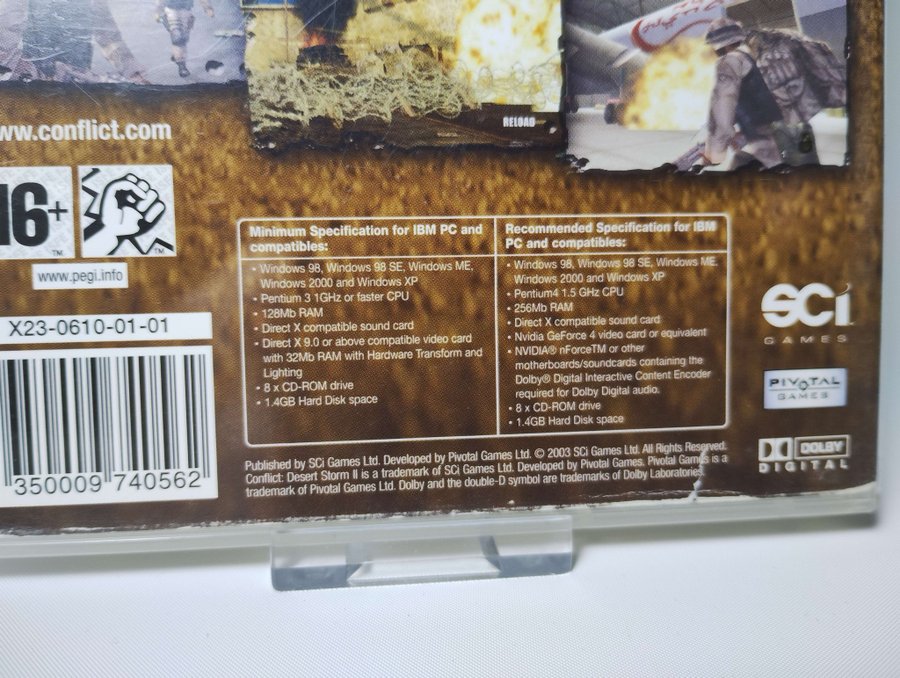 ww.conflict.com
RELOAD
16+
TM
TM
www.pegi.info
X23-0610-01-01
350009 740562
Minimum Specification for IBM PC and
compatibles:
• Windows 98, Windows 98 SE, Windows ME,
Windows 2000 and Windows XP
• Pentium 3 1GHz or faster CPU
• 128Mb RAM
• Direct X compatible sound card
• Direct X 9.0 or above compatible video card
with 32Mb RAM with Hardware Transform and
Lighting
• 8 x CD-ROM drive
• 1.4GB Hard Disk space
Recommended Specification for IBM
PC and compatibles:
• Windows 98, Windows 98 SE, Windows ME,
Windows 2000 and Windows XP
• Pentium4 1.5 GHz CPU
• 256Mb RAM
• Direct X compatible sound card
• Nvidia GeForce 4 video card or equivalent
• NVIDIA® nForceTM or other
motherboards/soundcards containing the
Dolby® Digital Interactive Content Encoder
required for Dolby Digital audio.
• 8 x CD-ROM drive
• 1.4GB Hard Disk space
SCi
GAMES
PIVOTAL
GAMES
DOLBY
DIGITAL
Published by SCi Games Ltd. Developed by Pivotal Games Ltd. © 2003 SCi Games Ltd. All Rights Reserved.
Conflict: Desert Storm II is a trademark of SCi Games Ltd. Developed by Pivotal Games. Pivotal Games is a
trademark of Pivotal Games Ltd. Dolby and the double-D symbol are trademarks of Dolby Laboratories.